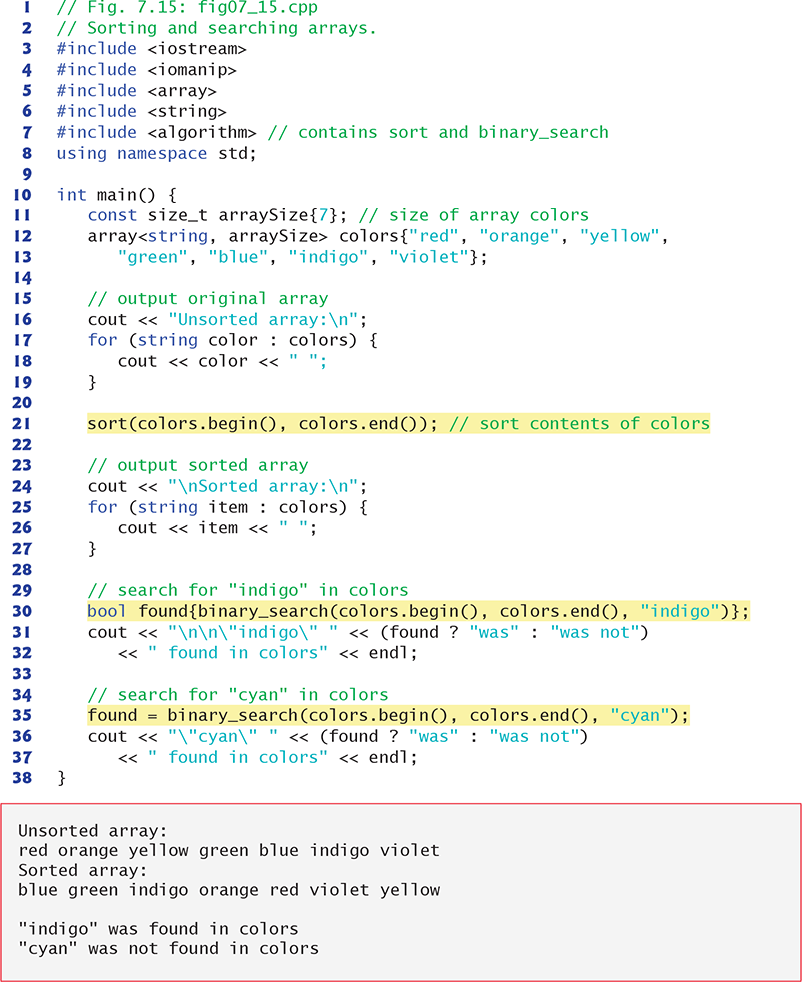 1 // Fig. 7.15: fig07_15.cpp
2 // Sorting and searching arrays.
3 #include <iostream>
4 #include <iomanip>
5 #include <array>
6 #include <string>
7 #include <algorithm> // contains sort and binary_search
8 using namespace std;
9
10 int main() {
11    const size_t arraySize{7}; // size of array colors
12    array<string, arraySize> colors{"red", "orange", "yellow",
13       "green", "blue", "indigo", "violet"};
14
15    // output original array
16    cout << "Unsorted array:\n";
17    for (string color : colors) {
18       cout << color << " ";
19    }
20
21    sort(colors.begin(), colors.end()); // sort contents of colors
22
23    // output sorted array
24    cout << "\nSorted array:\n";
25    for (string item : colors) {
26       cout << item << " ";
27    }
28
29    // search for "indigo" in colors
30    bool found{binary_search(colors.begin(), colors.end(), "indigo")};
31    cout << "\n\n\"indigo\" " << (found ? "was" : "was not")
32       << " found in colors" << endl;
33
34    // search for "cyan" in colors
35    found = binary_search(colors.begin(), colors.end(), "cyan");
36    cout << "\"cyan\" " << (found ? "was" : "was not")
37       << " found in colors" << endl;
38 }
Unsorted array:
red orange yellow green blue indigo violet
Sorted array:
blue green indigo orange red violet yellow
"indigo" was found in colors
"cyan" was not found in colors